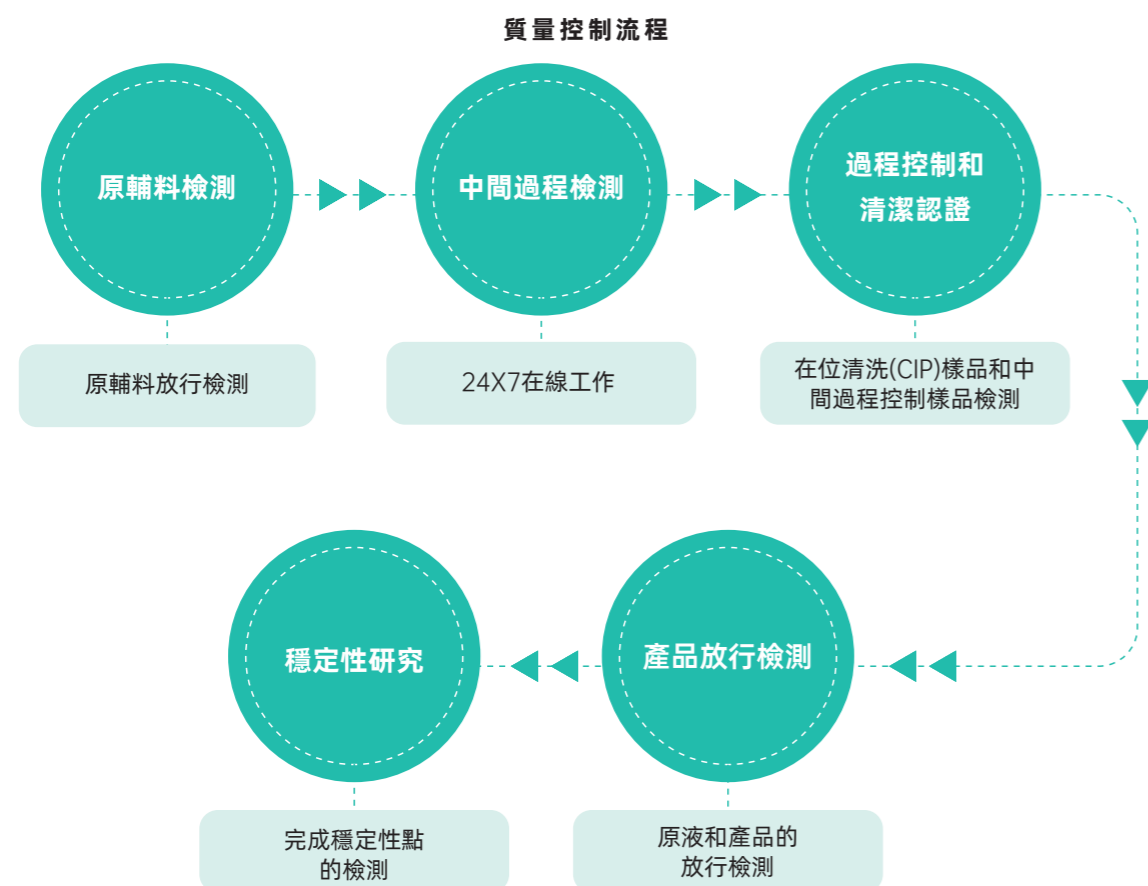 質量控制流程
原輔料檢測
中間過程檢測
過程控制和
清潔認證
原輔料放行檢測
24X7在線工作
在位清洗(CIP)樣品和中
間過程控制樣品檢測
產品放行檢測
原液和產品的
放行檢測
穩定性研究
完成穩定性點
的檢測